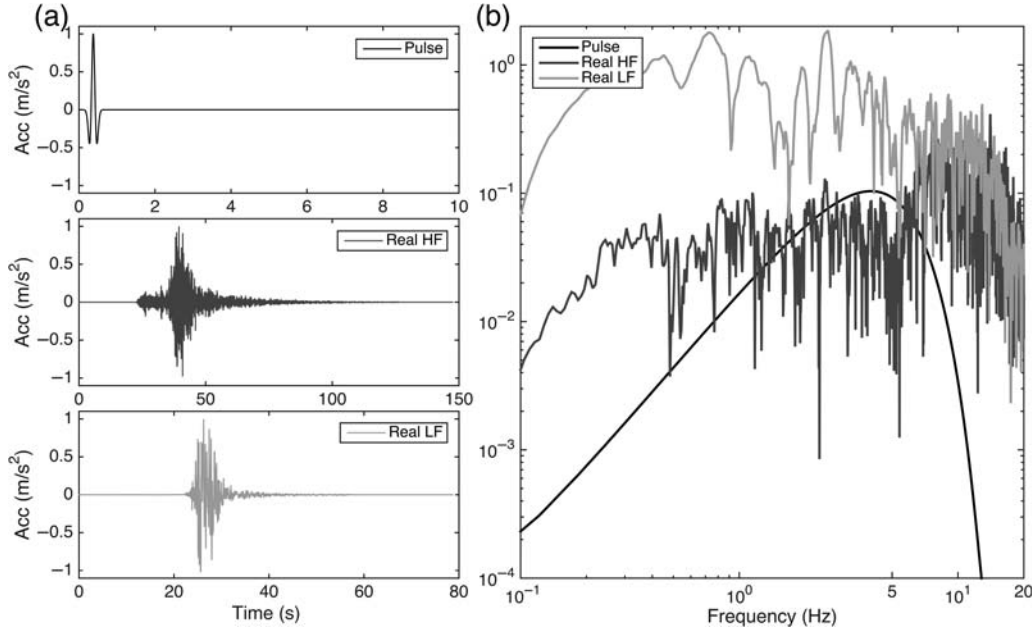 (a)
1
0.5
0
−0.5
−1
Acc (m/s²)
Pulse
0 2 4 6 8 10
1
0.5
0
−0.5
−1
Acc (m/s²)
Real HF
0 50 100 150
1
0.5
0
−0.5
−1
Acc (m/s²)
Real LF
0 20 40 60 80
Time (s)
(b)
Pulse
Real HF
Real LF
10⁰
10⁻¹
10⁻²
10⁻³
10⁻⁴
10⁻¹ 10⁰ 10¹ 20
Frequency (Hz)